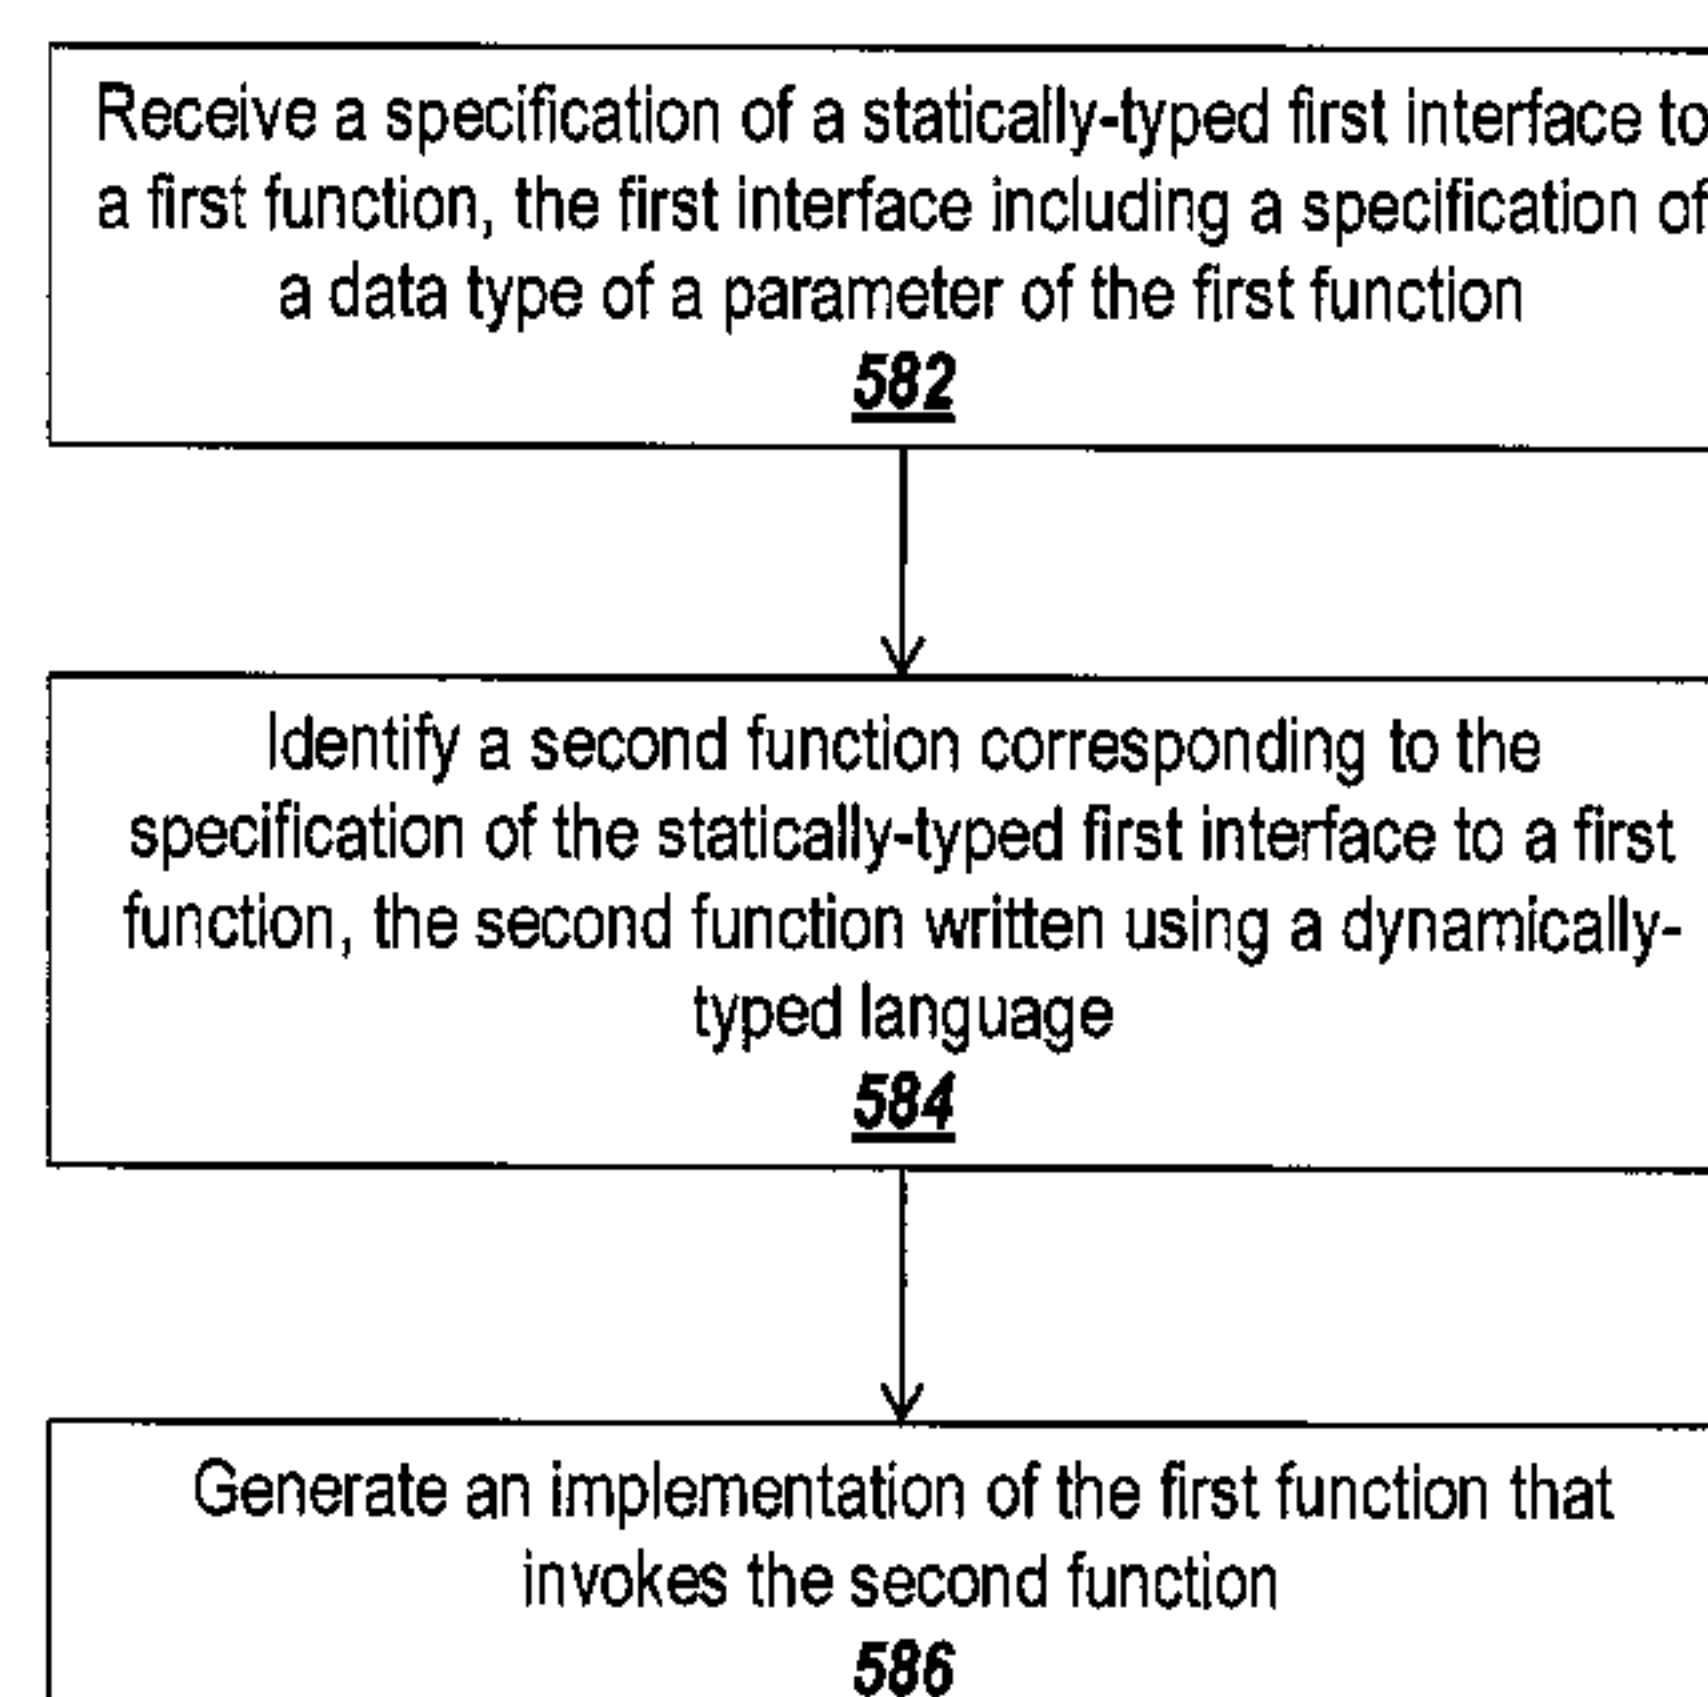 Receive a specification of a statically-typed first interface to
a first function, the first interface including a specification of
a data type of a parameter of the first function
582
Identify a second function corresponding to the
specification of the statically-typed first interface to a first
function, the second function written using a dynamically-
typed language
584
Generate an implementation of the first function that
invokes the second function
586